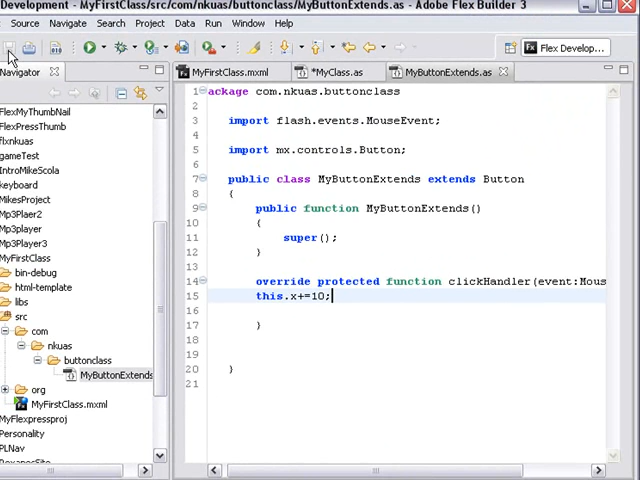 Development - MyFirstClass/src/com/nkuas/buttonclass/MyButtonExtends.as - Adobe Flex Builder 3
Source Navigate Search Project Data Run Window Help
Flex Develop...
Navigator
MyFirstClass.mxml
*MyClass.as
MyButtonExtends.as
FlexMyThumbNail
FlexPressThumb
flxnkuas
gameTest
IntroMikeScola
keyboard
MikesProject
Mp3Plaer2
Mp3player
Mp3Player3
MyFirstClass
bin-debug
html-template
libs
src
com
nkuas
buttonclass
MyButtonExtends
org
MyFirstClass.mxml
MyFlexpressproj
Personality
PLNav
1 ackage com.nkuas.buttonclass
2
3 import flash.events.MouseEvent;
4
5 import mx.controls.Button;
6
7 public class MyButtonExtends extends Button
8 {
9 public function MyButtonExtends()
10 {
11 super();
12 }
13
14 override protected function clickHandler(event:Mous
15 this.x+=10;
16
17 }
18
19
20 }
21